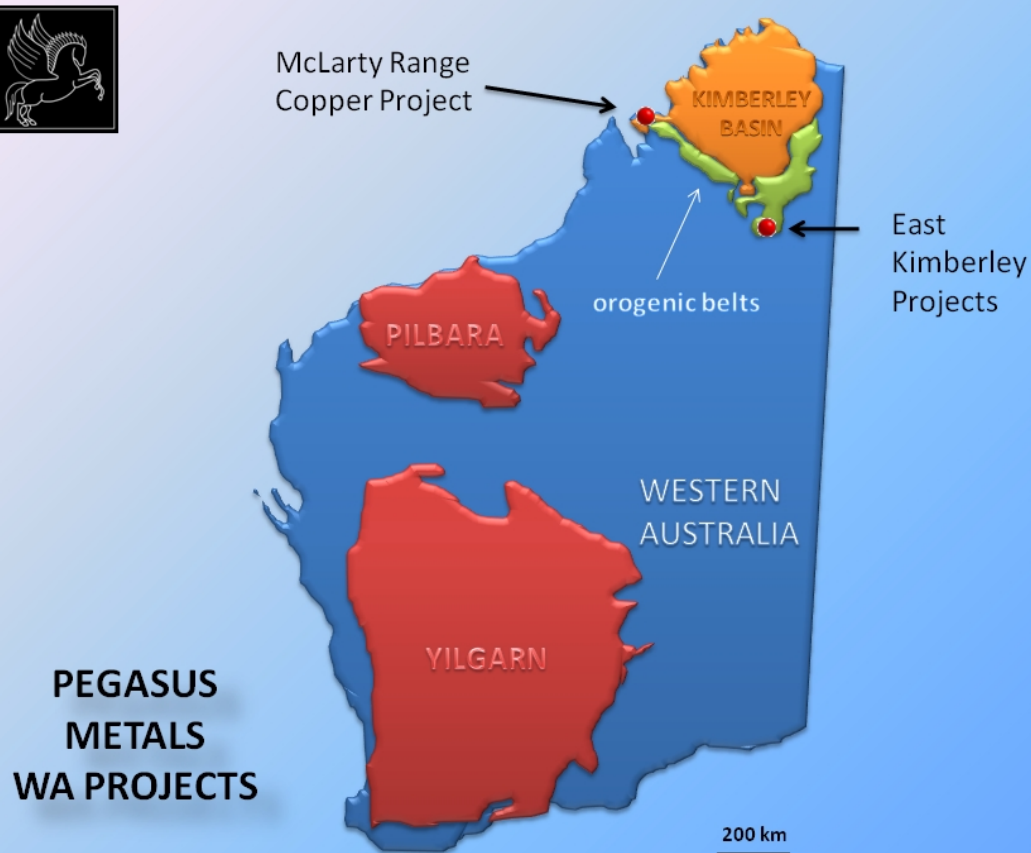 McLarty Range
Copper Project
KIMBERLEY
BASIN
East
Kimberley
Projects
orogenic belts
PILBARA
WESTERN
AUSTRALIA
YILGARN
PEGASUS
METALS
WA PROJECTS
200 km